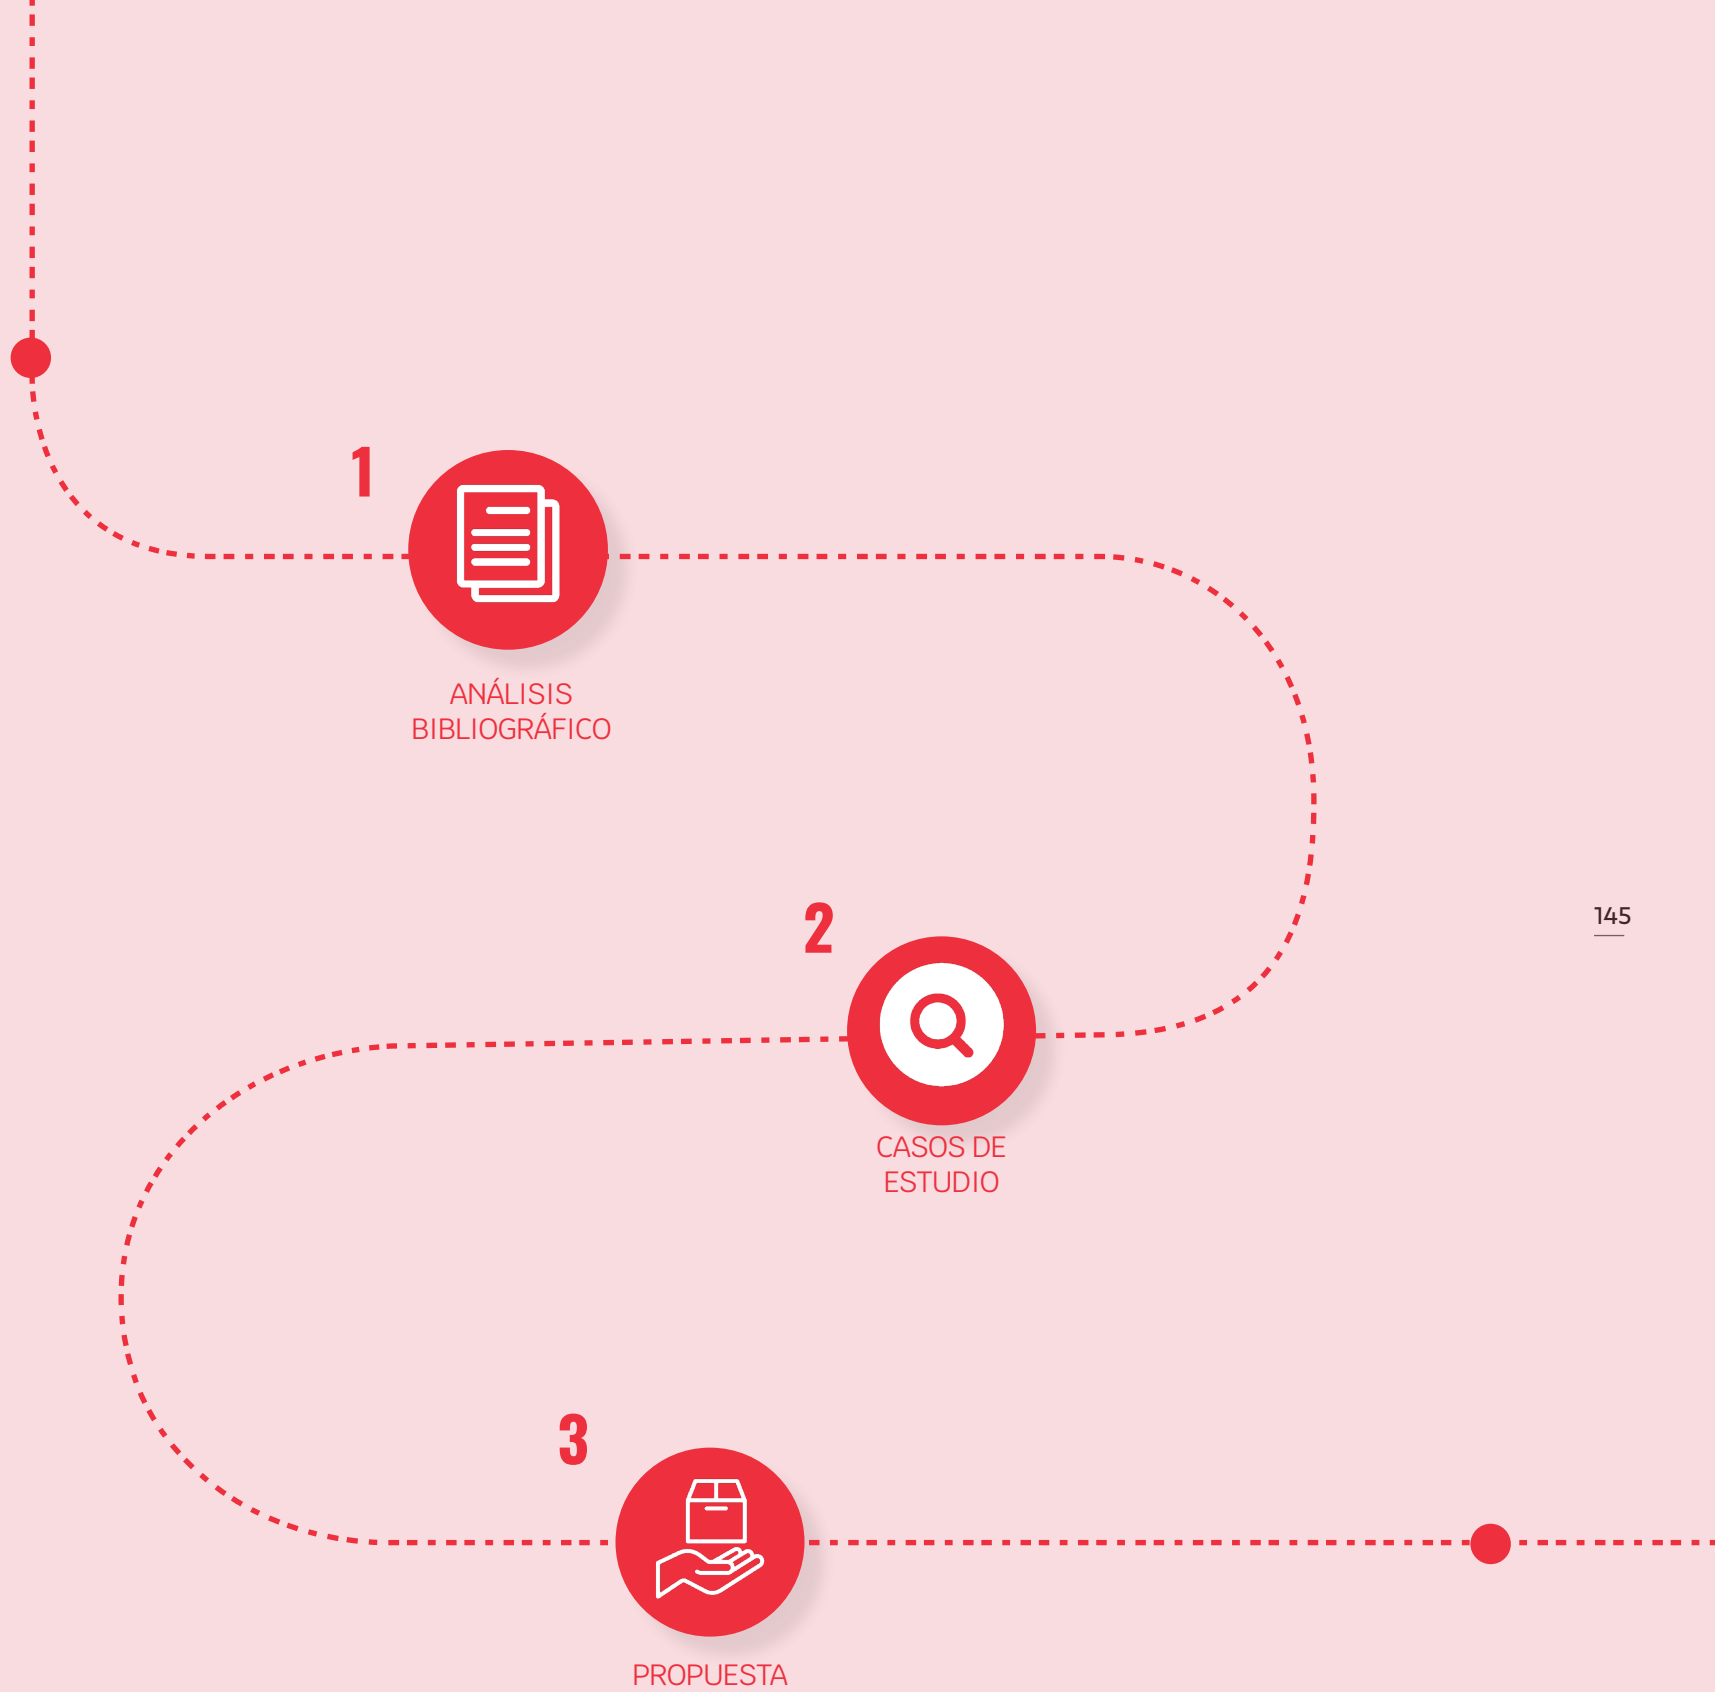 1
ANÁLISIS
BIBLIOGRÁFICO
145
2
CASOS DE
ESTUDIO
3
PROPUESTA